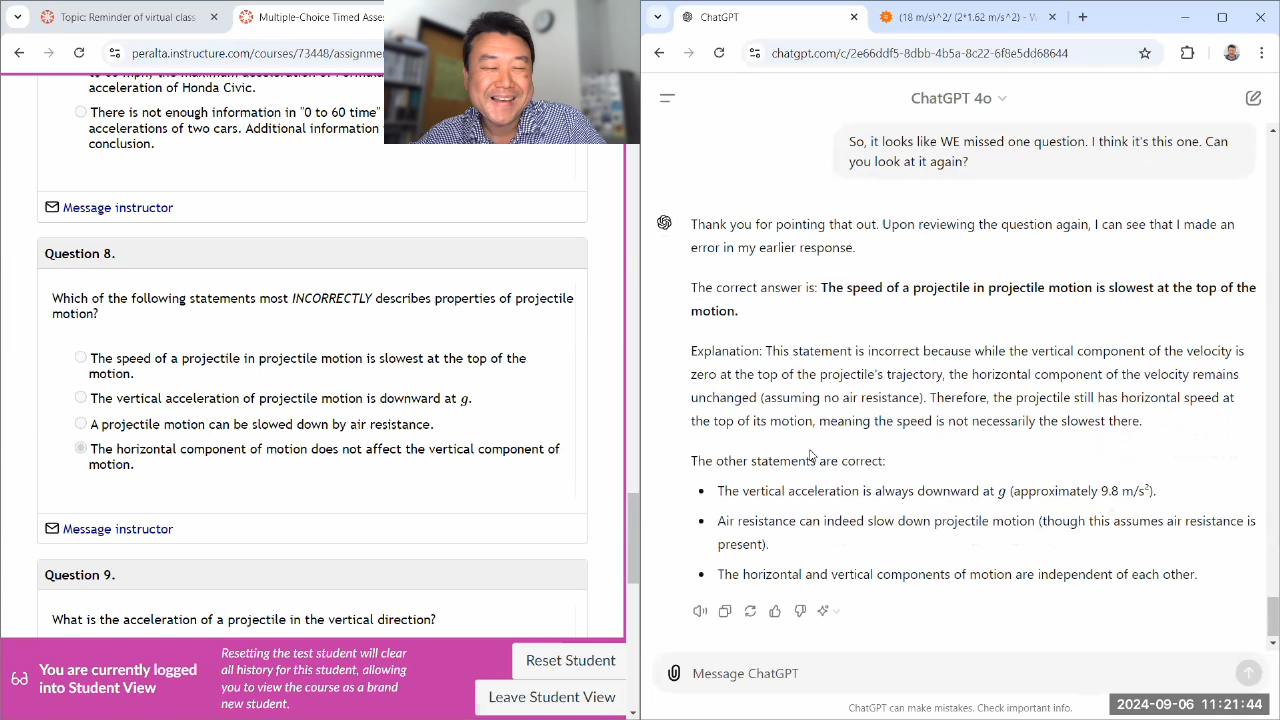 Topic: Reminder of virtual class
Multiple-Choice Timed Asse
peralta.instructure.com/courses/73448/assignme
acceleration of Honda Civic.
There is not enough information in "0 to 60 time"
accelerations of two cars. Additional information
conclusion.
Message instructor
Question 8.
Which of the following statements most INCORRECTLY describes properties of projectile
motion?
The speed of a projectile in projectile motion is slowest at the top of the
motion.
The vertical acceleration of projectile motion is downward at g.
A projectile motion can be slowed down by air resistance.
The horizontal component of motion does not affect the vertical component of
motion.
Message instructor
Question 9.
What is the acceleration of a projectile in the vertical direction?
You are currently logged
into Student View
Resetting the test student will clear
all history for this student, allowing
you to view the course as a brand
new student.
Reset Student
Leave Student View
ChatGPT
(18 m/s)^2 / (2*1.62 m/s^2) - W
chatgpt.com/c/2e66ddf5-8dbb-4b5a-8c22-6f8e5dd68644
ChatGPT 4o
So, it looks like WE missed one question. I think it's this one. Can
you look at it again?
Thank you for pointing that out. Upon reviewing the question again, I can see that I made an
error in my earlier response.
The correct answer is: The speed of a projectile in projectile motion is slowest at the top of the
motion.
Explanation: This statement is incorrect because while the vertical component of the velocity is
zero at the top of the projectile's trajectory, the horizontal component of the velocity remains
unchanged (assuming no air resistance). Therefore, the projectile still has horizontal speed at
the top of its motion, meaning the speed is not necessarily the slowest there.
The other statements are correct:
• The vertical acceleration is always downward at g (approximately 9.8 m/s²).
• Air resistance can indeed slow down projectile motion (though this assumes air resistance is
present).
• The horizontal and vertical components of motion are independent of each other.
Message ChatGPT
ChatGPT can make mistakes. Check important info.
2024-09-06 11:21:44